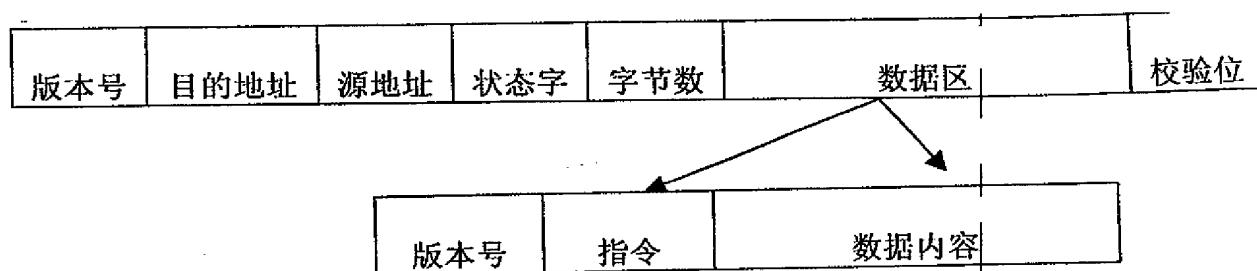 版本号 目的地址 源地址 状态字 字节数 数据区 校验位
版本号 指令 数据内容